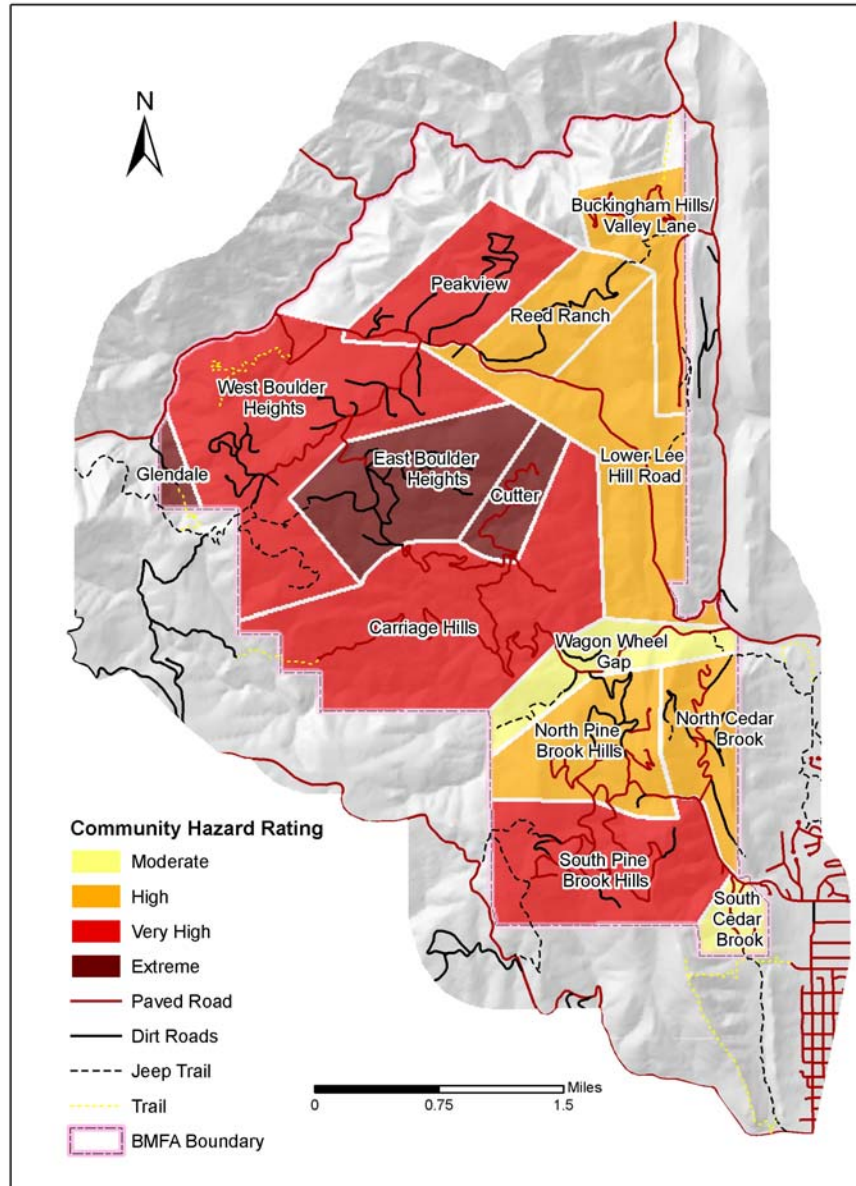 N
Buckingham Hills/
Valley Lane
Peakview
Reed Ranch
West Boulder
Heights
Glendale
East Boulder
Heights
Cutter
Lower Lee
Hill Road
Carriage Hills
Wagon Wheel
Gap
North Pine
Brook Hills
North Cedar
Brook
South Pine
Brook Hills
South
Cedar
Brook
Community Hazard Rating
Moderate
High
Very High
Extreme
Paved Road
Dirt Roads
Jeep Trail
Trail
BMFA Boundary
Miles
0 0.75 1.5